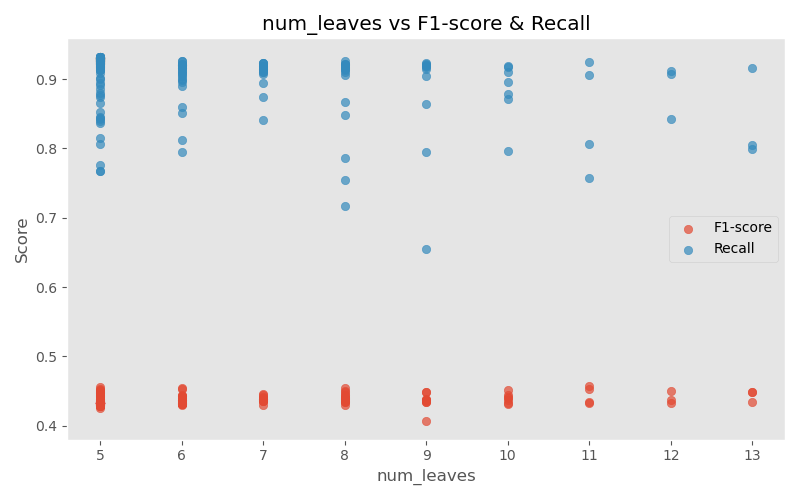 num_leaves vs F1-score & Recall
Score
0.9
0.8
0.7
0.6
0.5
0.4
F1-score
Recall
5 6 7 8 9 10 11 12 13
num_leaves